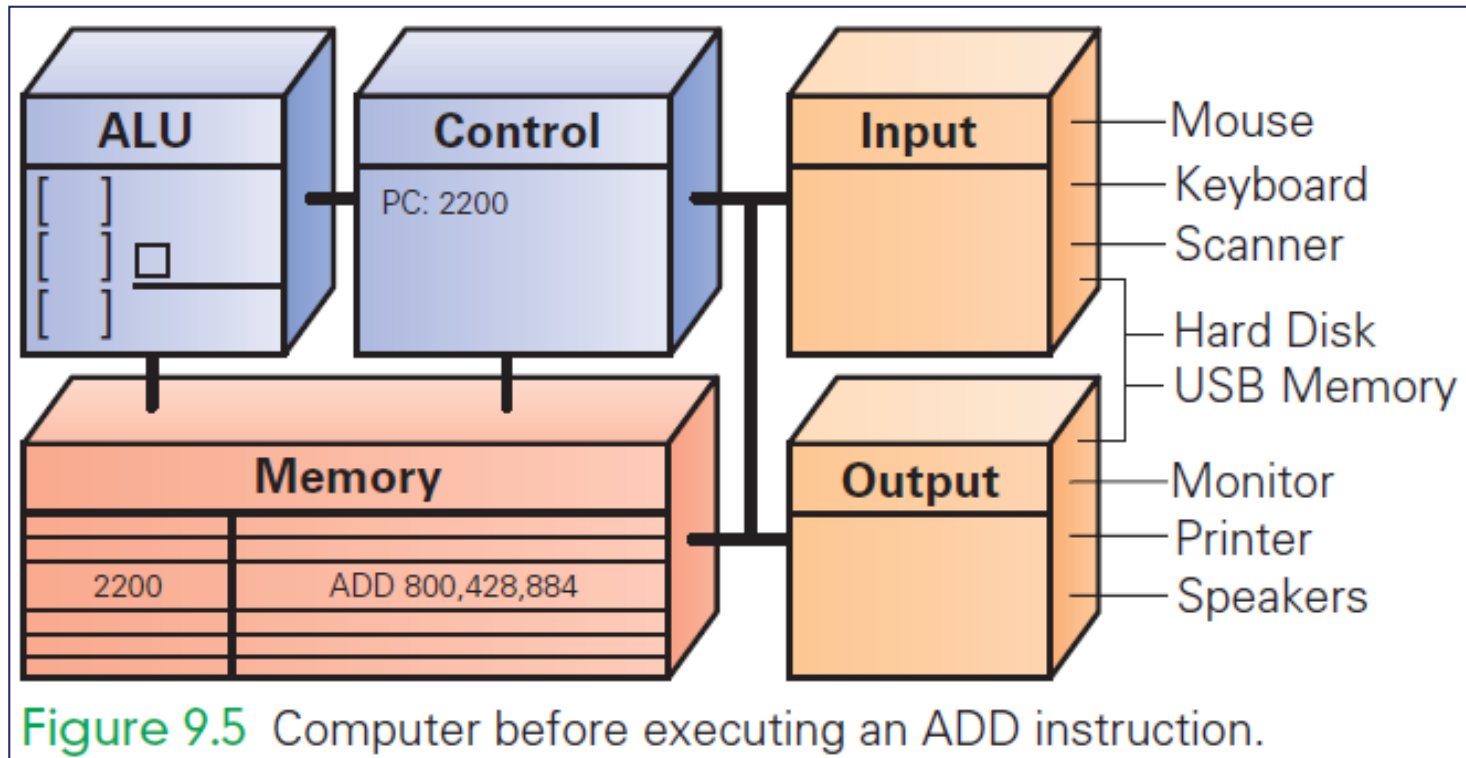 ALU
[ ]
[ ]
[ ]
Control
PC: 2200
Input
Mouse
Keyboard
Scanner
Hard Disk
USB Memory
Memory
2200 ADD 800,428,884
Output
Monitor
Printer
Speakers
Figure 9.5 Computer before executing an ADD instruction.